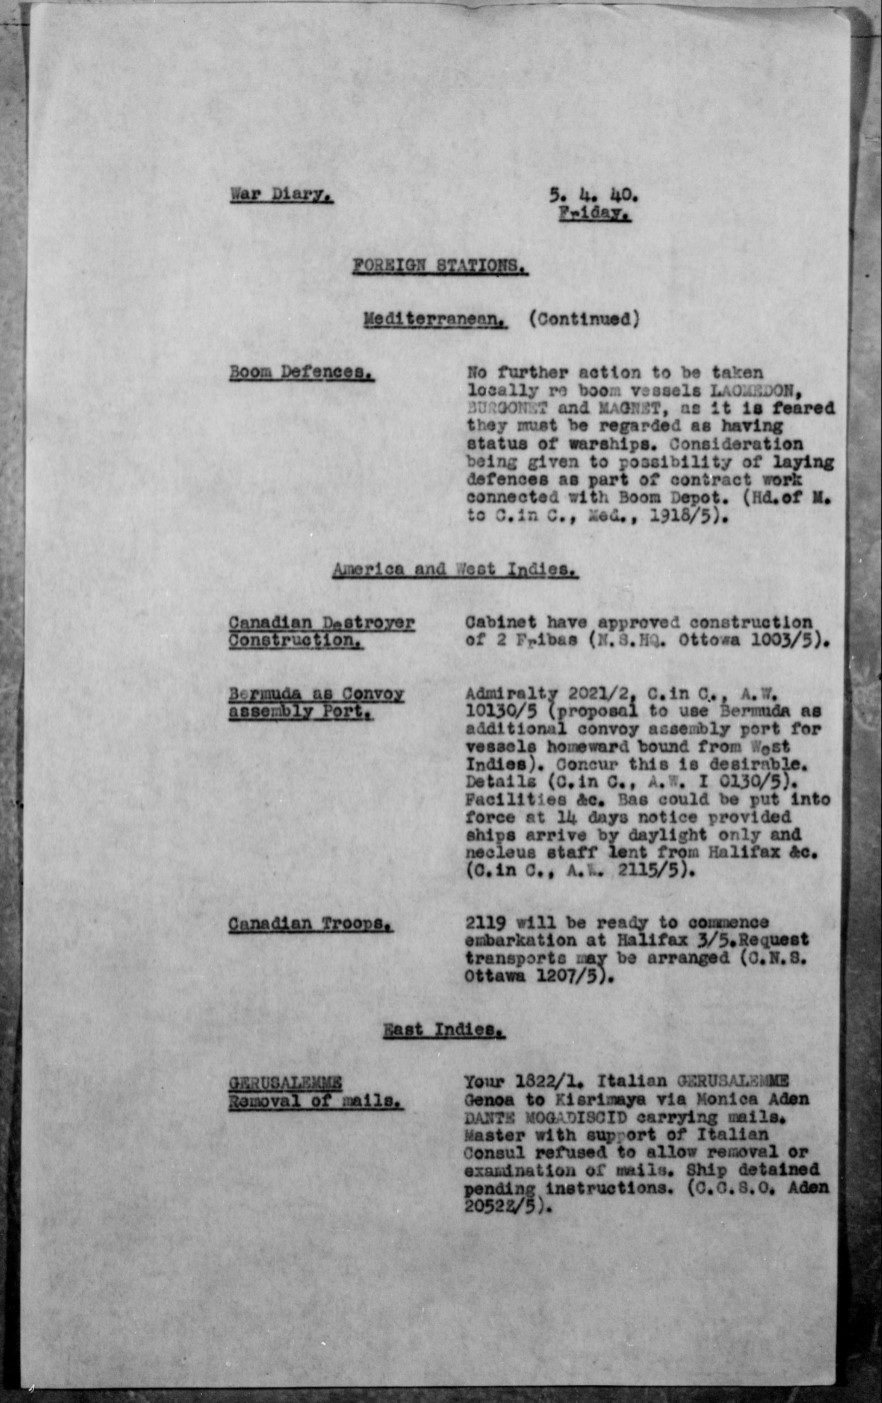 War Diary.
5. 4. 40.
Friday.
FOREIGN STATIONS.
Mediterranean. (Continued)
Boom Defences.
No further action to be taken
locally re boom vessels LAOMEDON,
BURGONET and MAGNET, as it is feared
they must be regarded as having
status of warships. Consideration
being given to possibility of laying
defences as part of contract work
connected with Boom Depot. (Hd.of M.
to C.in C., Med., 1918/5).
America and West Indies.
Canadian Destroyer
Construction.
Cabinet have approved construction
of 2 Fribas (N.S.HQ. Ottowa 1003/5).
Bermuda as Convoy
assembly Port.
Admiralty 2021/2, C.in C., A.W.
10130/5 (proposal to use Bermuda as
additional convoy assembly port for
vessels homeward bound from West
Indies). Concur this is desirable.
Details (C.in C., A.W. I 0130/5).
Facilities &c. Bas could be put into
force at 14 days notice provided
ships arrive by daylight only and
necleus staff lent from Halifax &c.
(C.in C., A.W. 2115/5).
Canadian Troops.
2119 will be ready to commence
embarkation at Halifax 3/5.Request
transports may be arranged (C.N.S.
Ottawa 1207/5).
East Indies.
GERUSALEMME
Removal of mails.
Your 1822/1. Italian GERUSALEMME
Genoa to Kisrimaya via Monica Aden
DANTE MOGADISCID carrying mails.
Master with support of Italian
Consul refused to allow removal or
examination of mails. Ship detained
pending instructions. (C.C.S.O. Aden
20522/5).